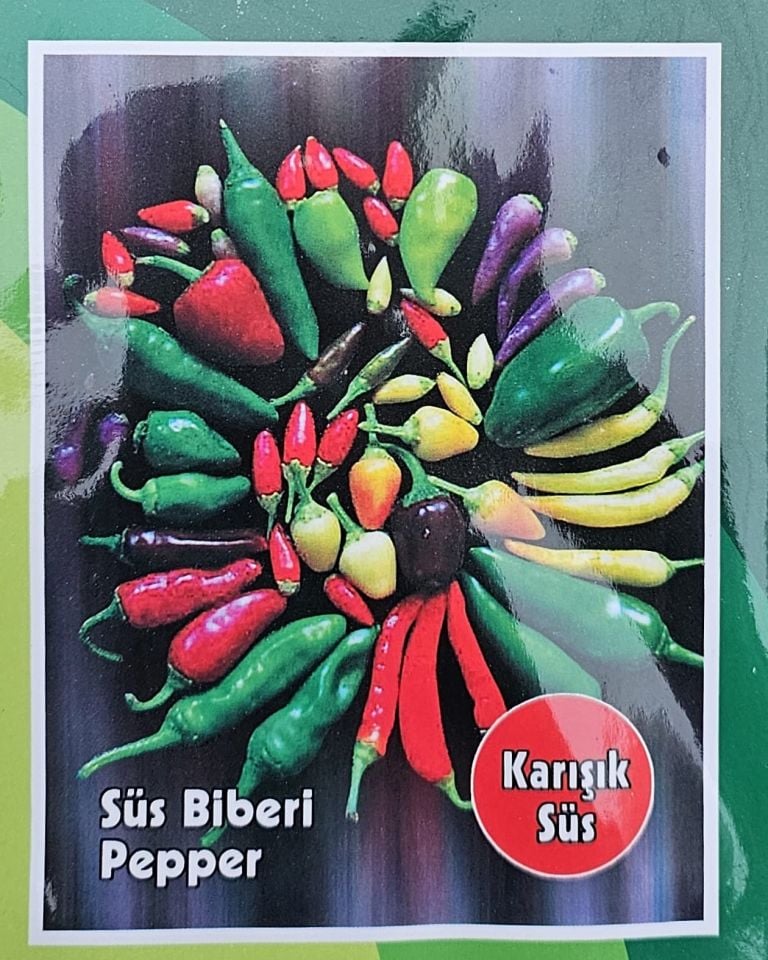 Süs Biberi
Pepper
Karışık
Süs